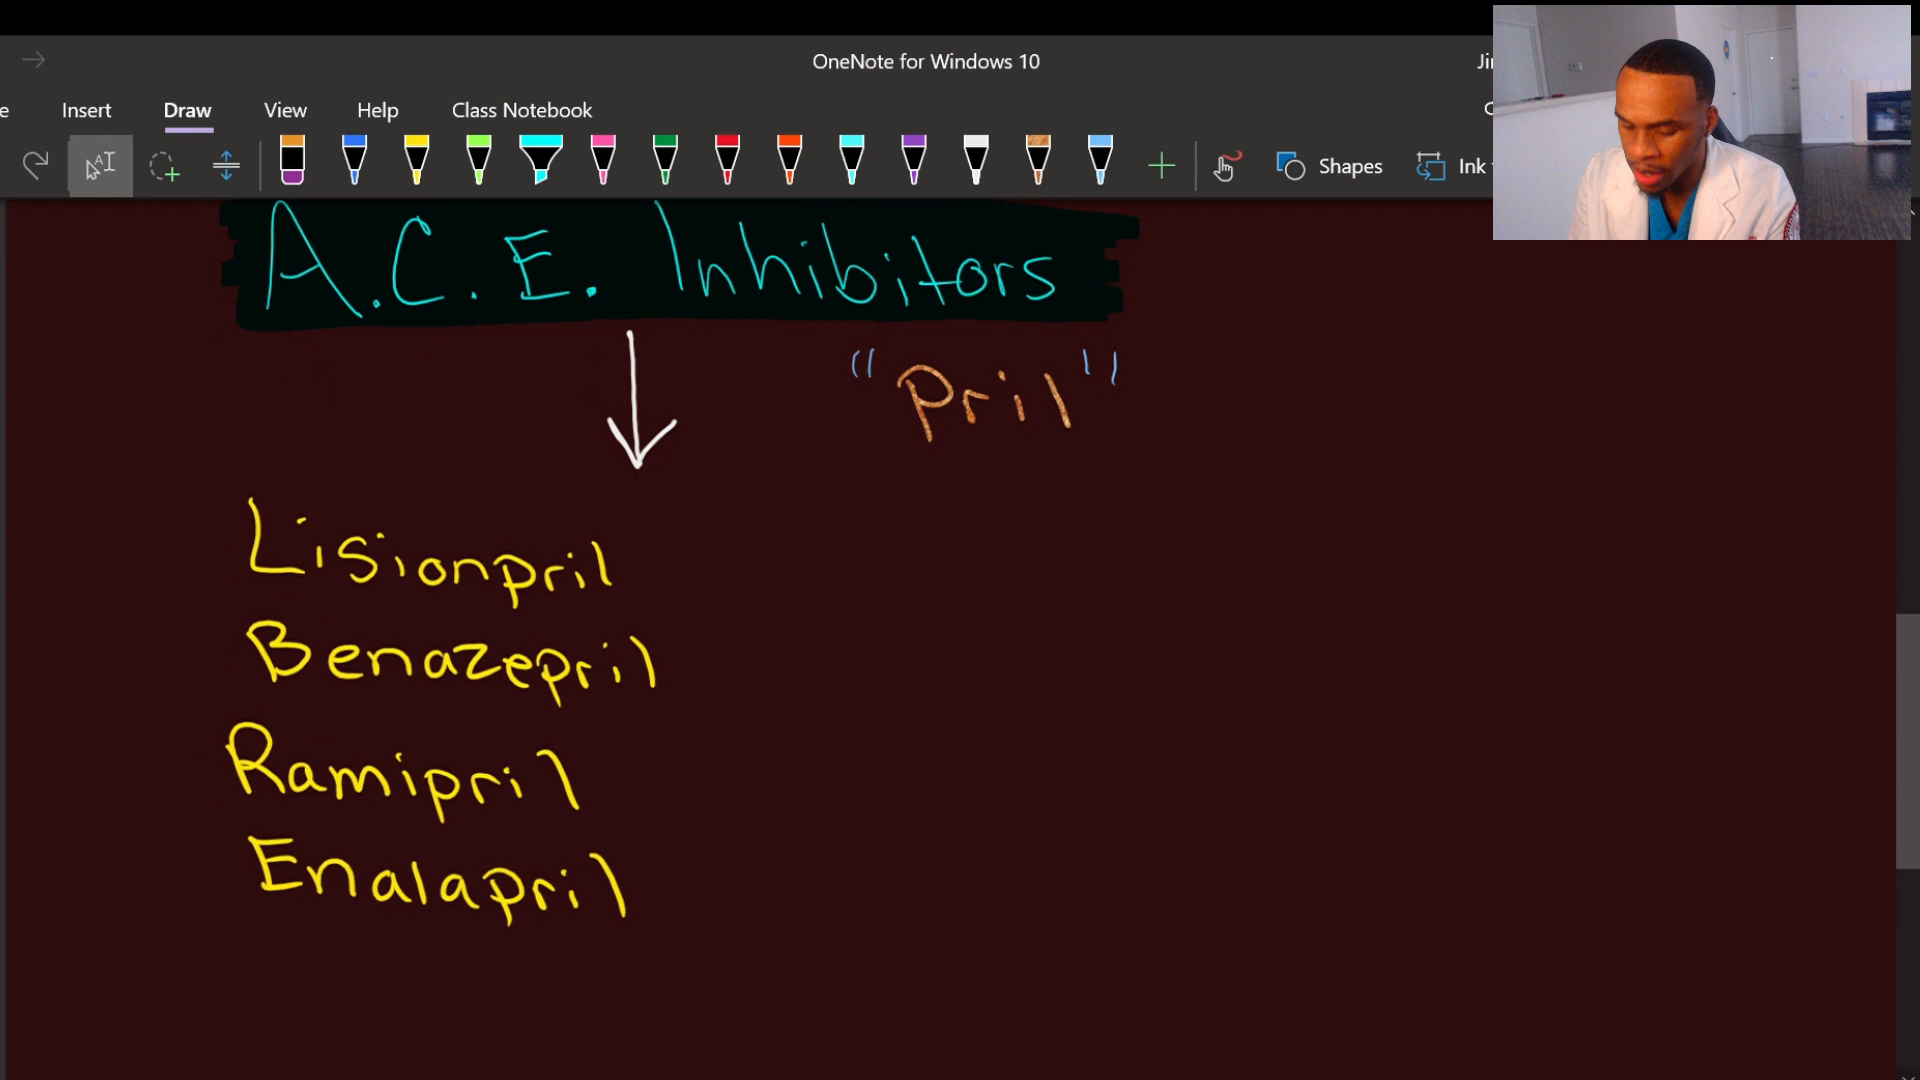 OneNote for Windows 10
Insert Draw View Help Class Notebook
Shapes Ink
A.C.E. Inhibitors
"Pril"
Lisionpril
Benazepril
Ramipril
Enalapril